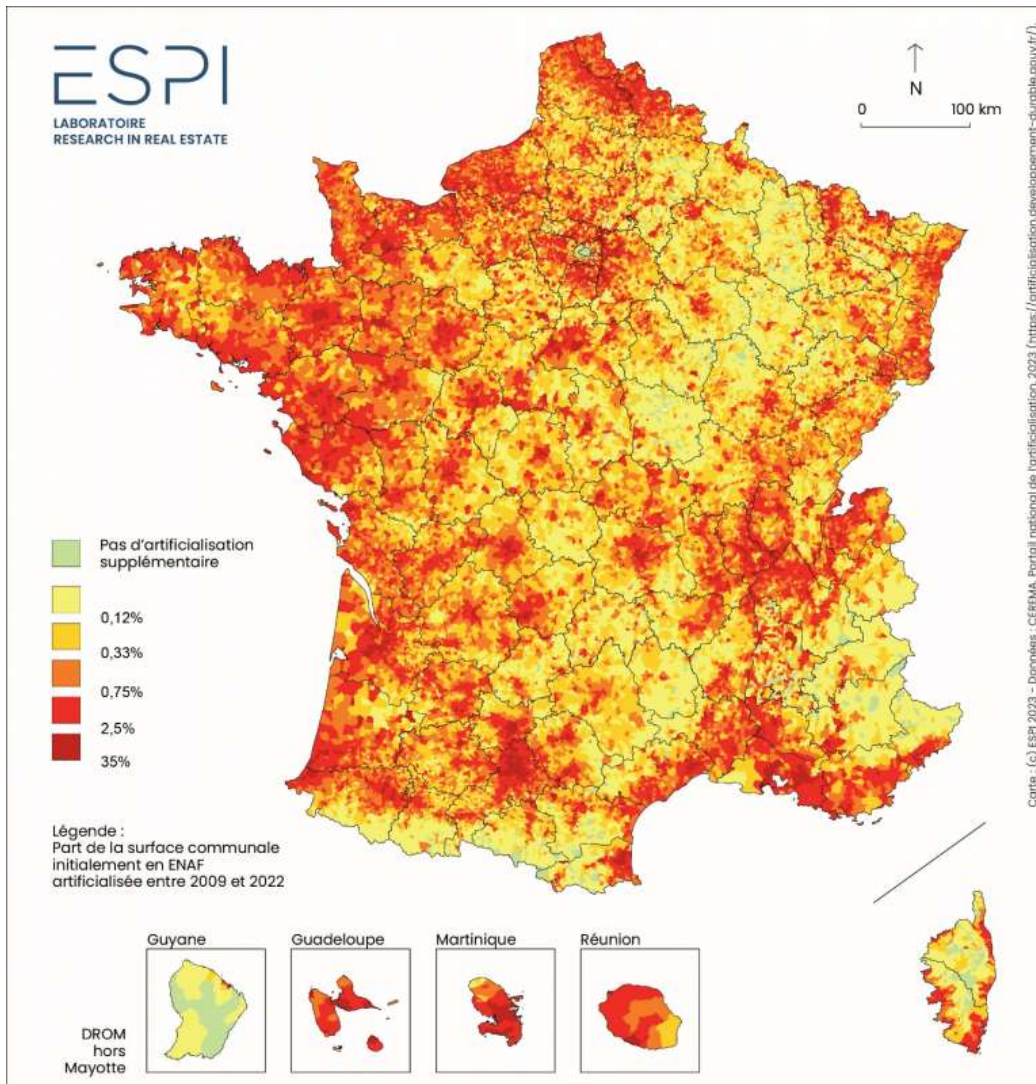 ESPI
LABORATOIRE
RESEARCH IN REAL ESTATE
N
0 100 km
Carte : (c) ESPI 2023 - Données : CEREMA, Portail national de l'artificialisation, 2023 (https://artificialisation.developpement-durable.gouv.fr/).
Pas d'artificialisation
supplémentaire
0,12%
0,33%
0,75%
2,5%
35%
Légende :
Part de la surface communale
initialement en ENAF
artificialisée entre 2009 et 2022
Guyane
Guadeloupe
Martinique
Réunion
DROM
hors
Mayotte